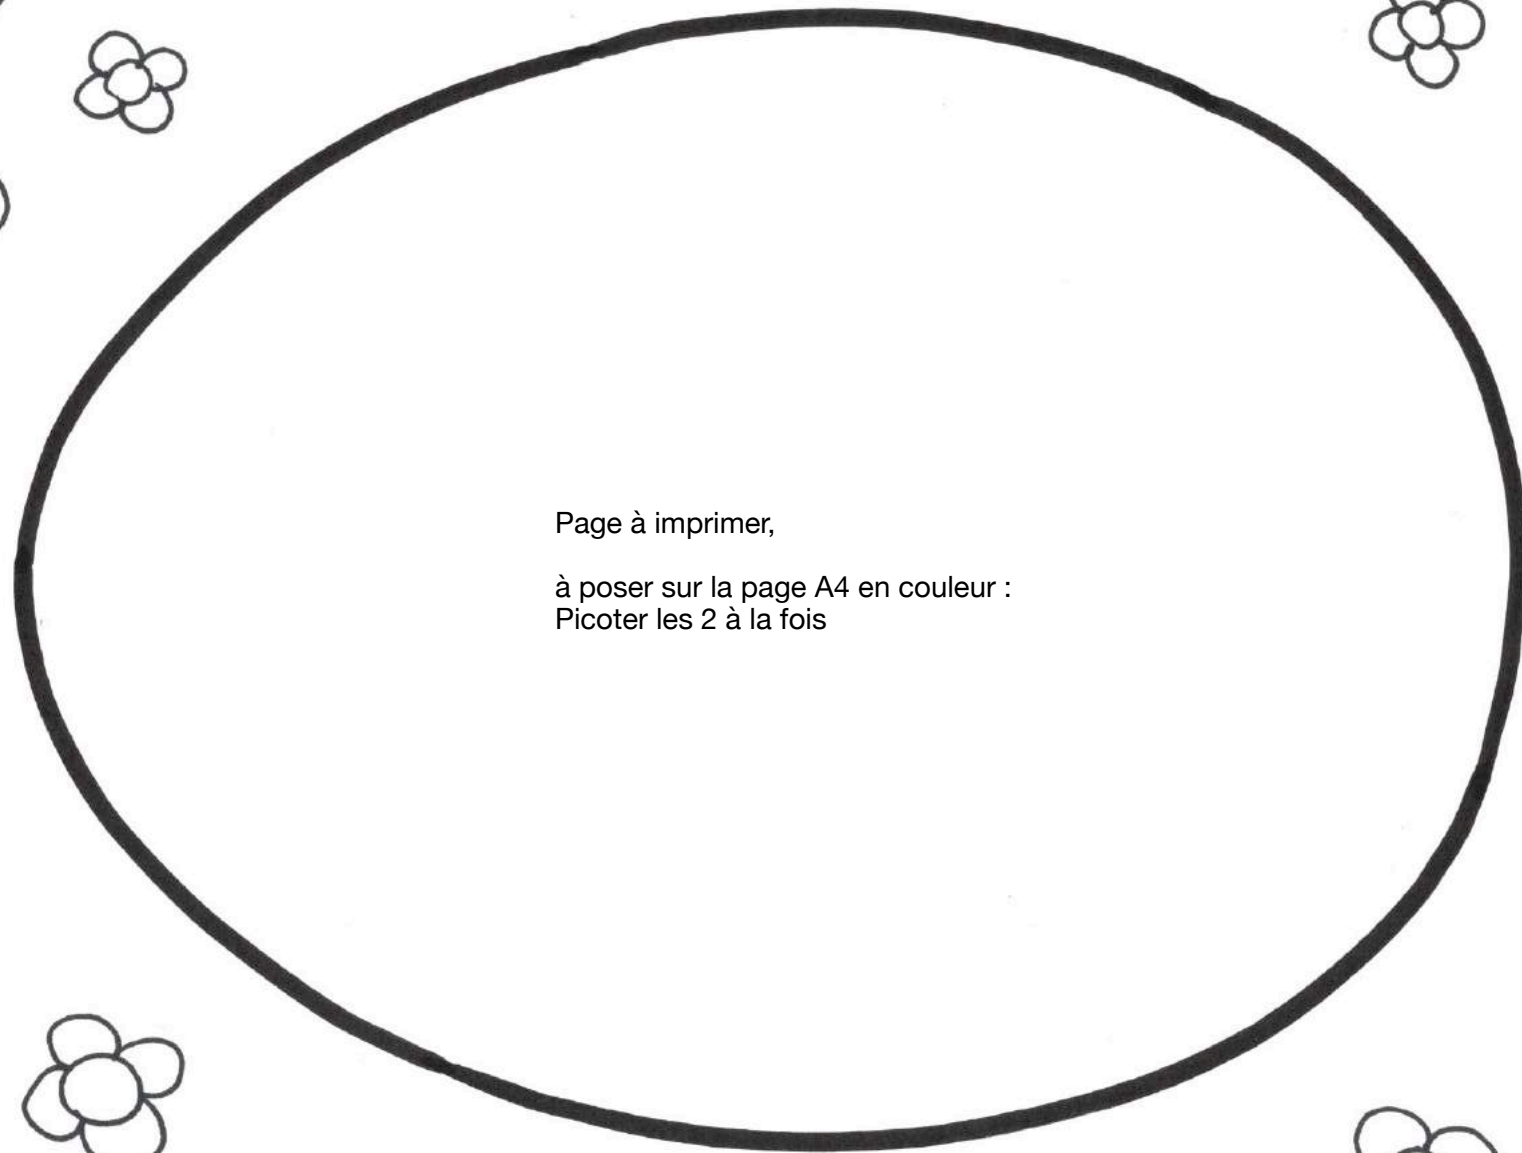 Page à imprimer,
à poser sur la page A4 en couleur :
Picoter les 2 à la fois